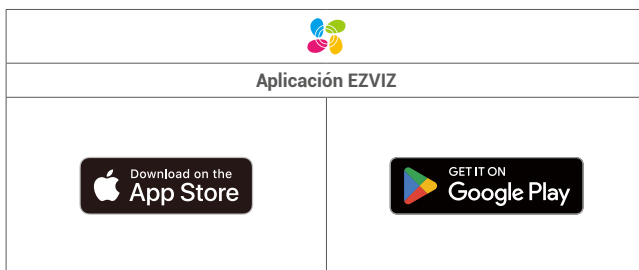 Aplicación EZVIZ
Download on the
App Store
GET IT ON
Google Play